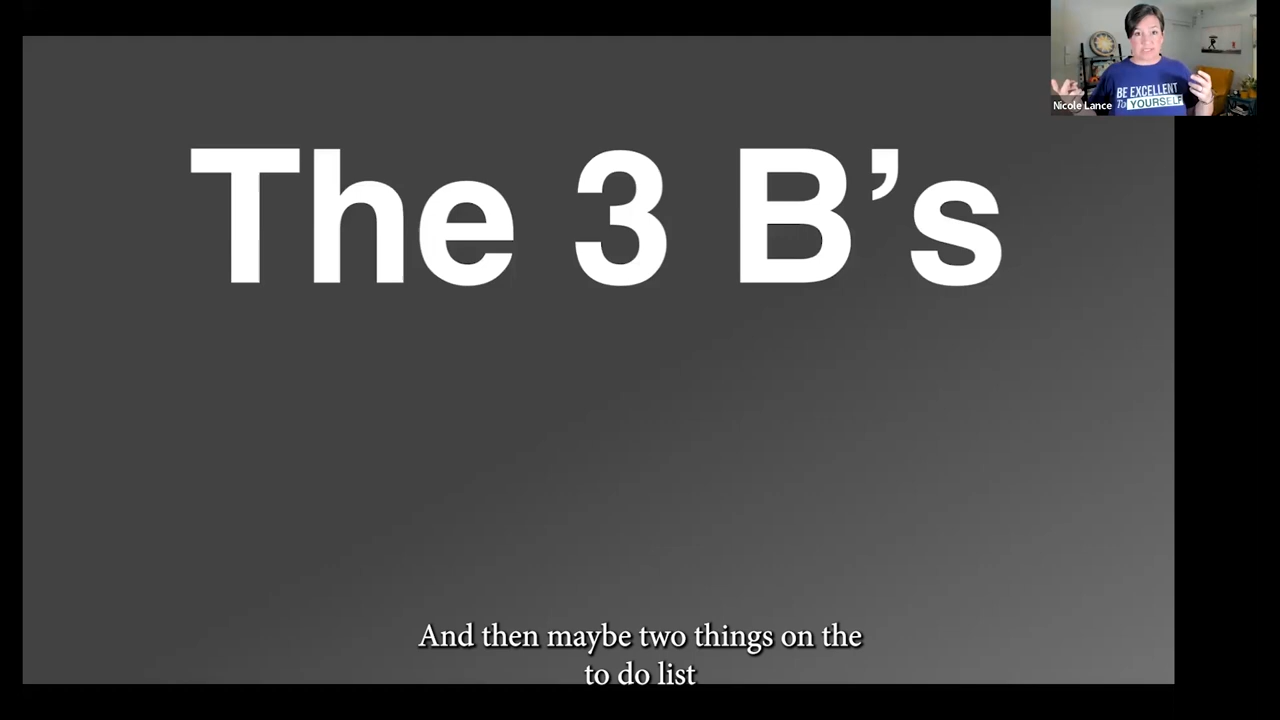 The 3 B’s
BE EXCELLENT
To YOURSELF
Nicole Lance
And then maybe two things on the
to do list